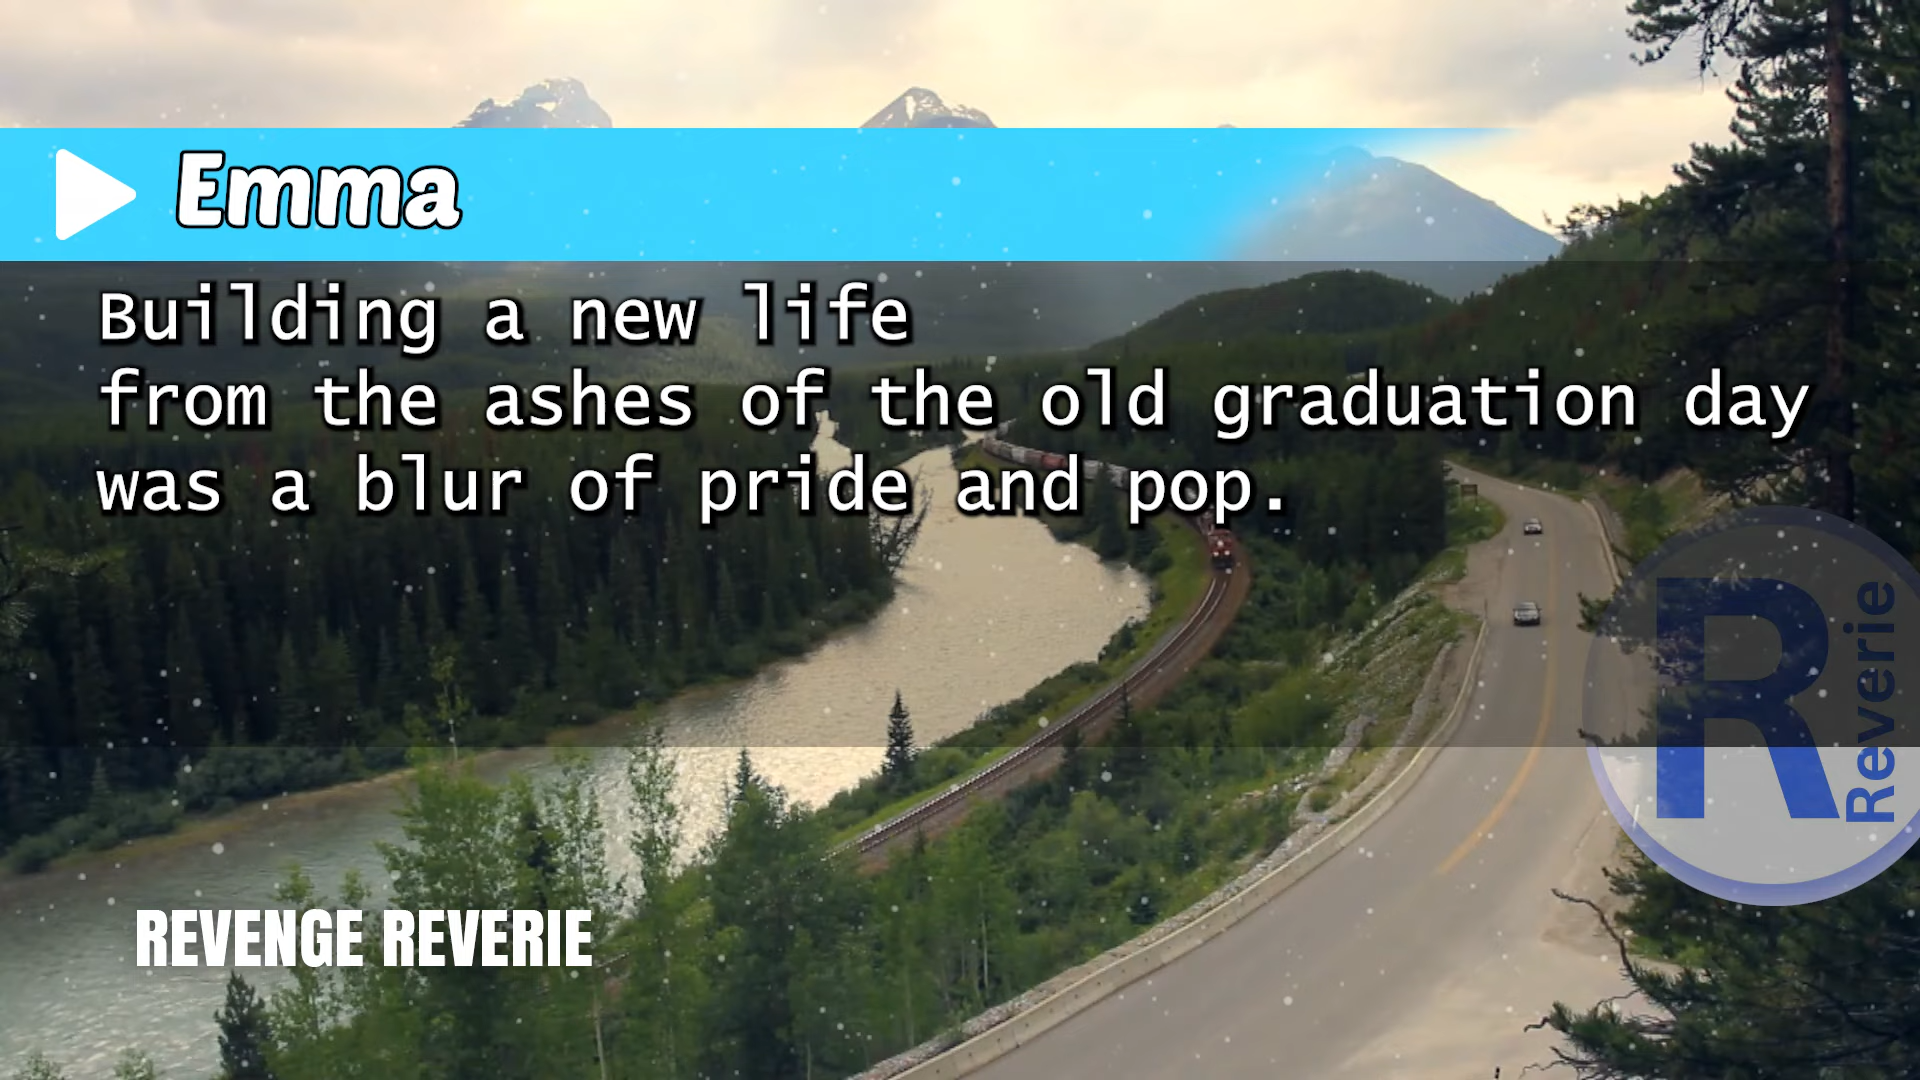 Emma
Building a new life
from the ashes of the old graduation day
was a blur of pride and pop.
REVENGE REVERIE
R
Reverie